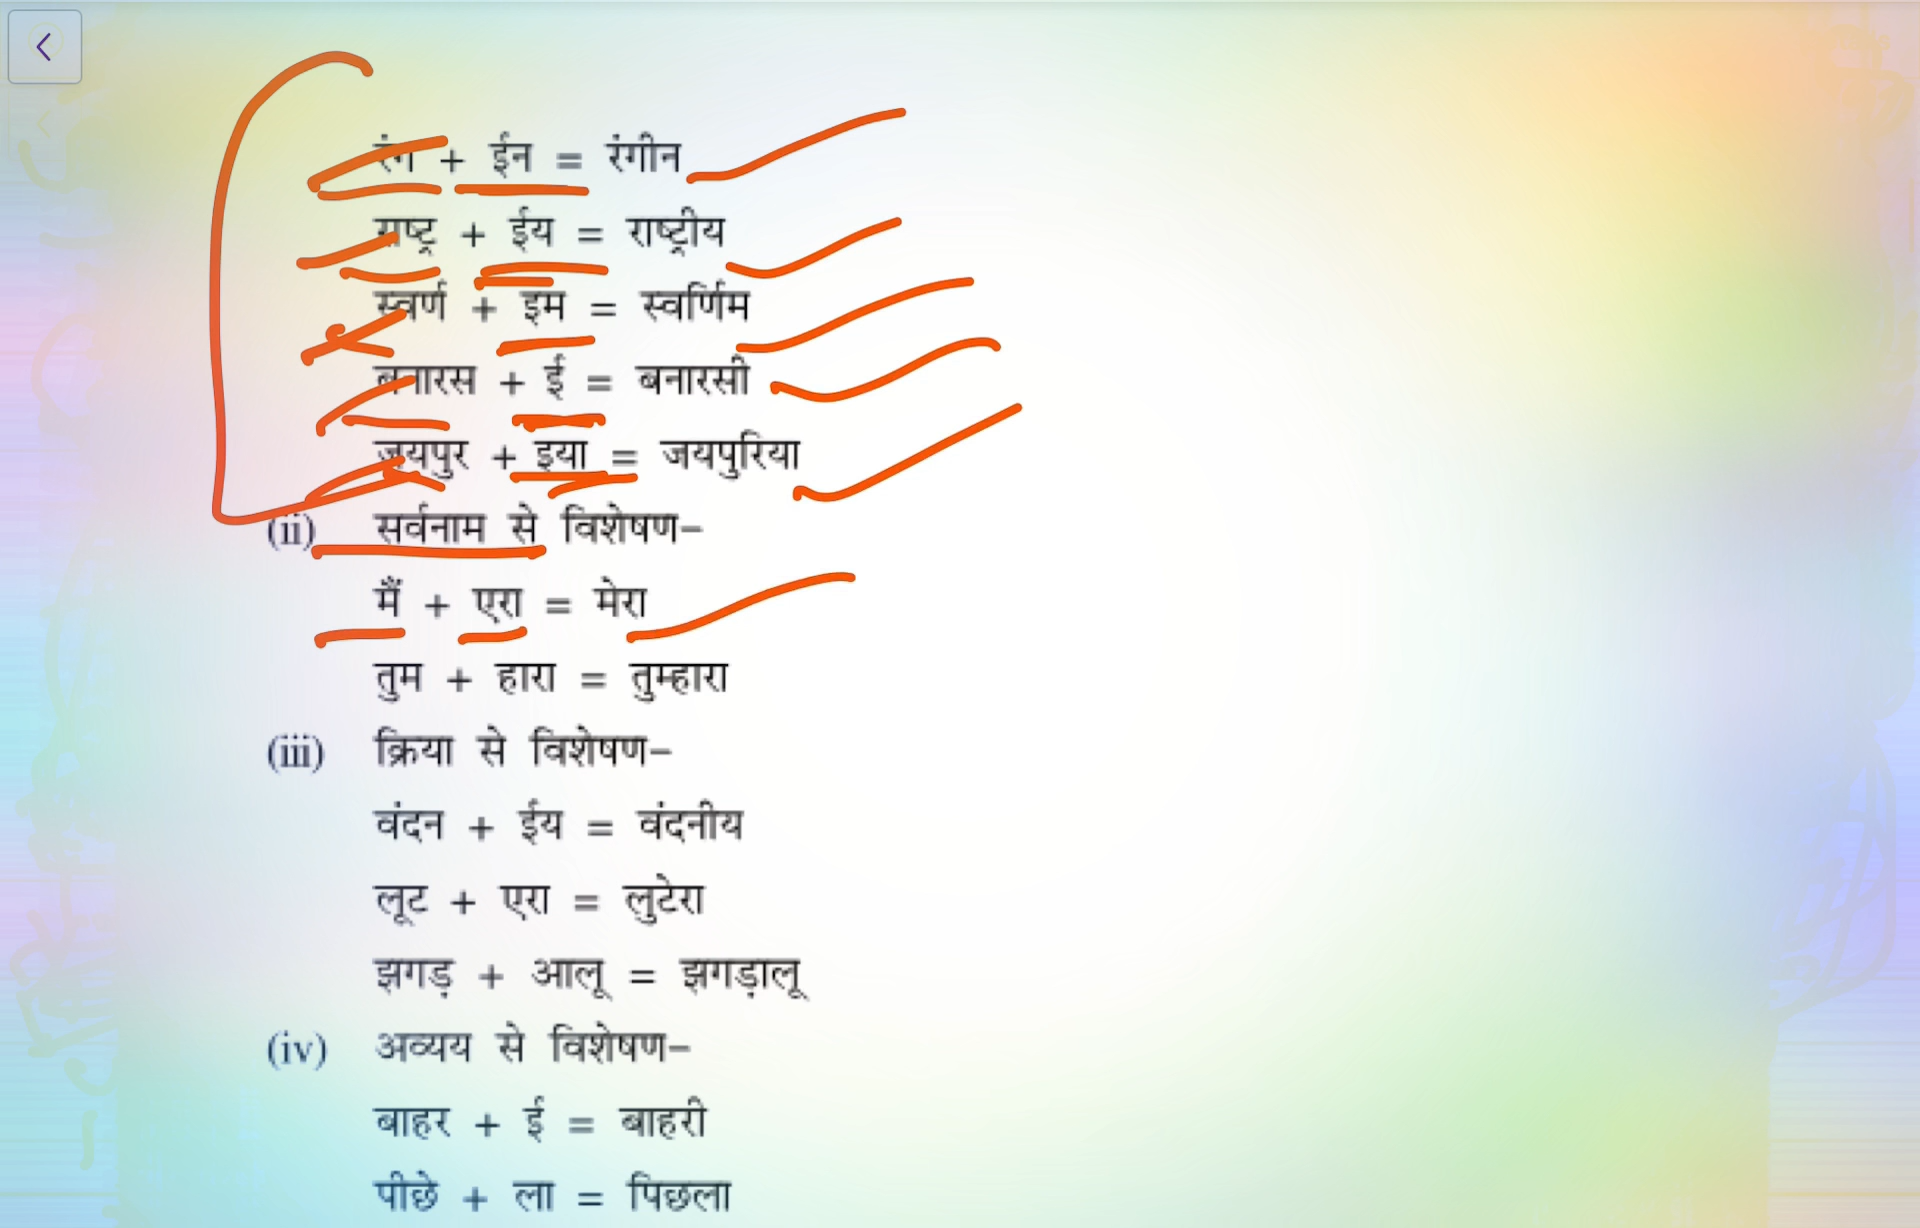 रंग + ईन = रंगीन
राष्ट्र + ईय = राष्ट्रीय
स्वर्ण + इम = स्वर्णिम
बनारस + ई = बनारसी
जयपुर + इया = जयपुरिया
(ii) सर्वनाम से विशेषण–
मैं + एरा = मेरा
तुम + हारा = तुम्हारा
(iii) क्रिया से विशेषण–
वंदन + ईय = वंदनीय
लूट + एरा = लुटेरा
झगड़ + आलू = झगड़ालू
(iv) अव्यय से विशेषण–
बाहर + ई = बाहरी
पीछे + ला = पिछला